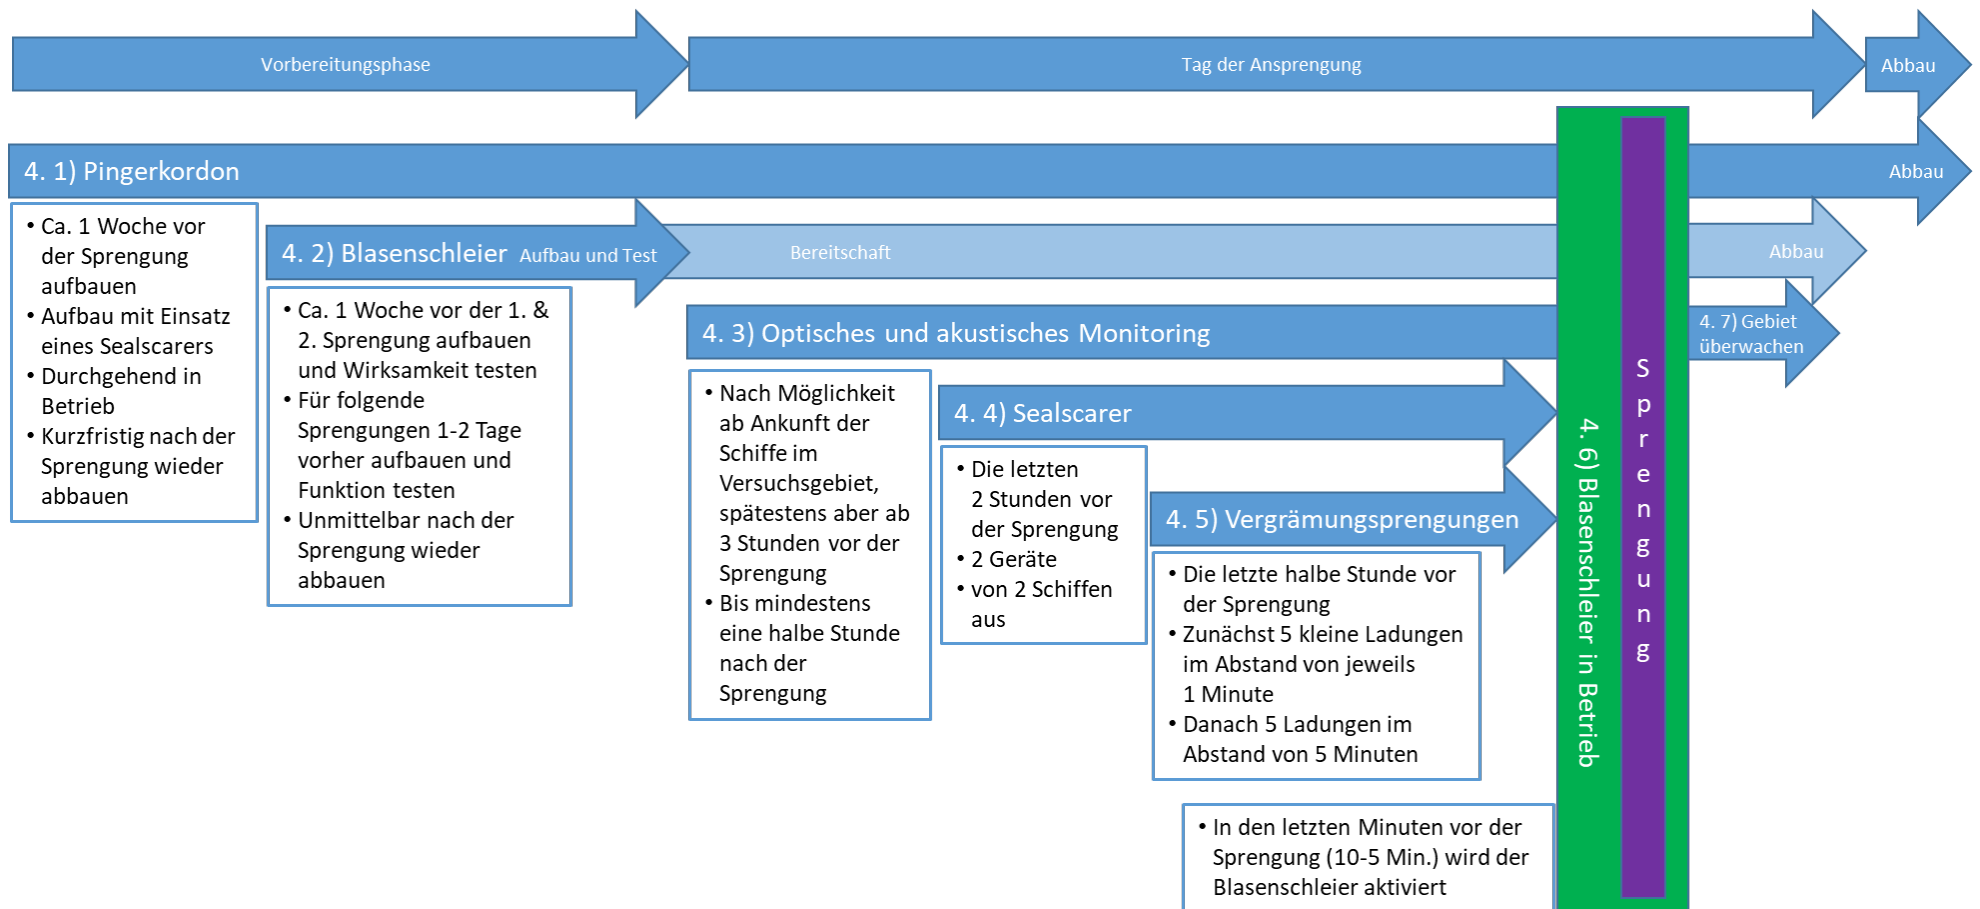 Vorbereitungsphase
Tag der Ansprengung
Abbau
4. 1) Pingerkordon
Abbau
• Ca. 1 Woche vor
der Sprengung
aufbauen
• Aufbau mit Einsatz
eines Sealscarers
• Durchgehend in
Betrieb
• Kurzfristig nach der
Sprengung wieder
abbauen
4. 2) Blasenschleier Aufbau und Test
Bereitschaft
Abbau
• Ca. 1 Woche vor der 1. &
2. Sprengung aufbauen
und Wirksamkeit testen
• Für folgende
Sprengungen 1-2 Tage
vorher aufbauen und
Funktion testen
• Unmittelbar nach der
Sprengung wieder
abbauen
4. 3) Optisches und akustisches Monitoring
• Nach Möglichkeit
ab Ankunft der
Schiffe im
Versuchsgebiet,
spätestens aber ab
3 Stunden vor der
Sprengung
• Bis mindestens
eine halbe Stunde
nach der
Sprengung
4. 4) Sealscarer
• Die letzten
2 Stunden vor
der Sprengung
• 2 Geräte
• von 2 Schiffen
aus
4. 5) Vergrämungsprengungen
• Die letzte halbe Stunde vor
der Sprengung
• Zunächst 5 kleine Ladungen
im Abstand von jeweils
1 Minute
• Danach 5 Ladungen im
Abstand von 5 Minuten
4. 6) Blasenschleier in Betrieb
• In den letzten Minuten vor der
Sprengung (10-5 Min.) wird der
Blasenschleier aktiviert
Sprengung
4. 7) Gebiet
überwachen